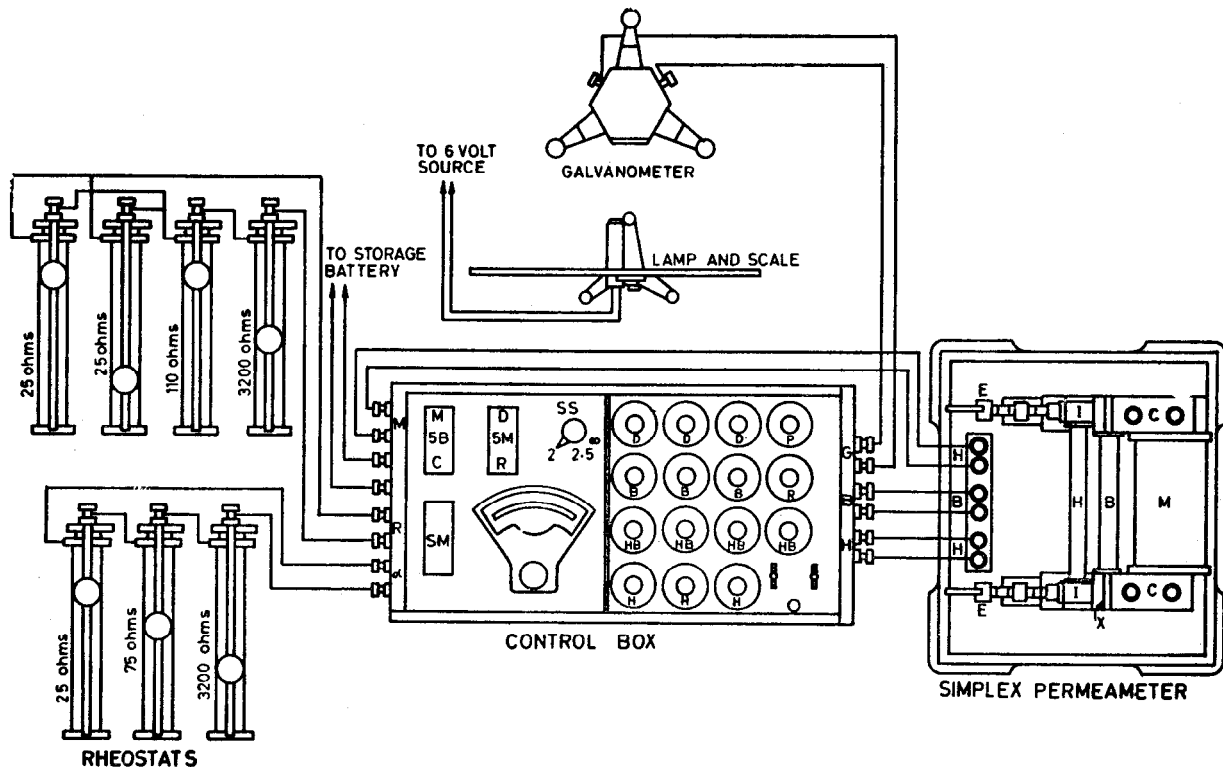 TO 6 VOLT
SOURCE
GALVANOMETER
TO STORAGE
BATTERY
LAMP AND SCALE
25 ohms
25 ohms
110 ohms
3200 ohms
25 ohms
75 ohms
3200 ohms
RHEOSTATS
M
R
α
M
5B
C
D
5M
R
SS
2
2.5
∞
SM
D D D P
B B B R
HB HB HB HB
H H H
G
B
H
CONTROL BOX
E
I
C
H
B
H
H
B
M
E
I
C
X
SIMPLEX PERMEAMETER